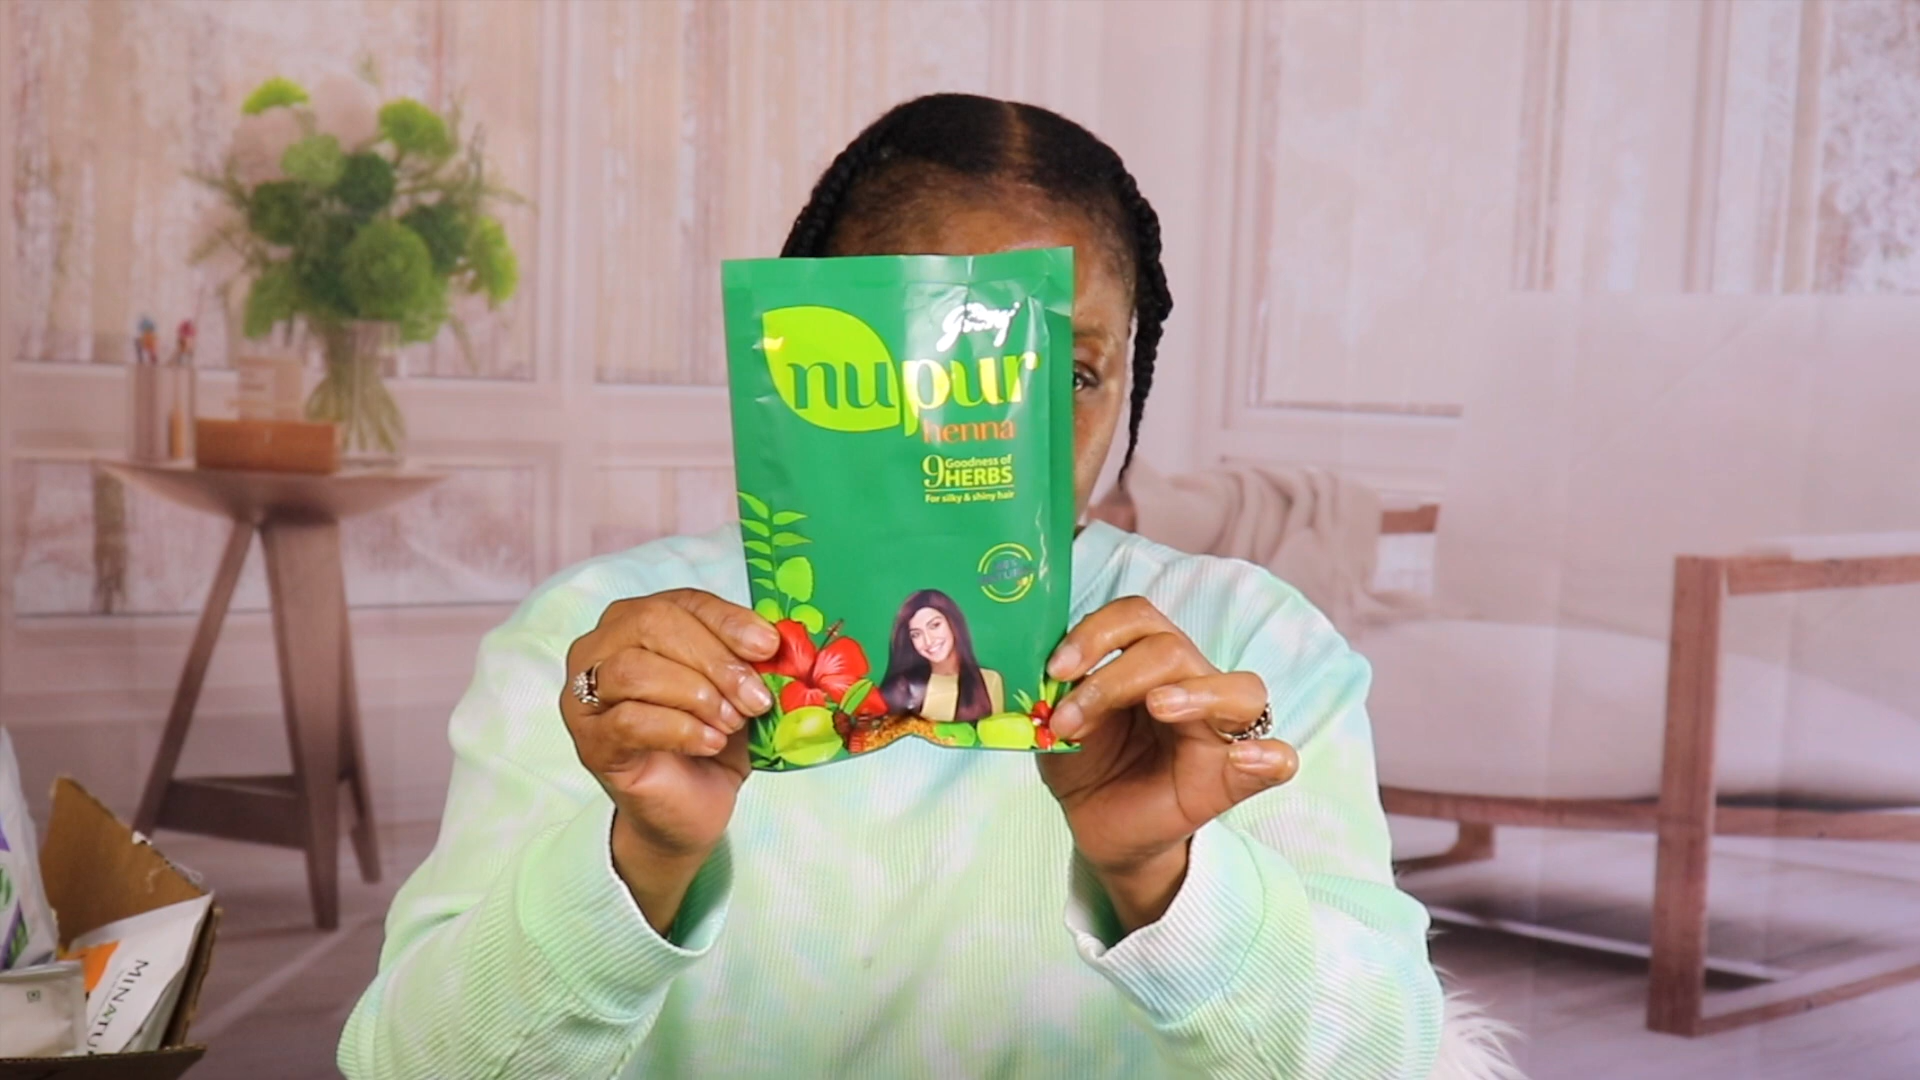 Godrej
nupur
henna
9 Goodness of
HERBS
For silky & shiny hair
MINATU